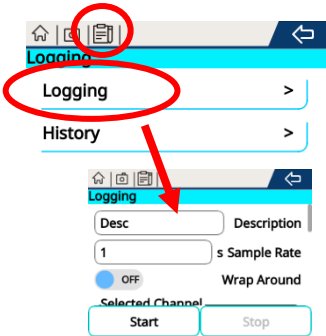 Logging
Logging >
History >
Logging
Desc Description
1 s Sample Rate
OFF Wrap Around
Selected Channel
Start Stop